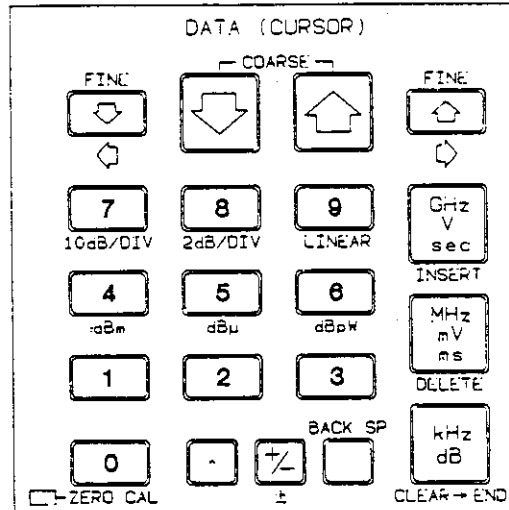 DATA (CURSOR)
COARSE
FINE FINE
7 8 9 GHz V sec
10dB/DIV 2dB/DIV LINEAR
INSERT
4 5 6 MHz mV ms
dBm dBμ dBpW
1 2 3
DELETE
BACK SP
0 . +/- kHz dB
ZERO CAL ± CLEAR→END